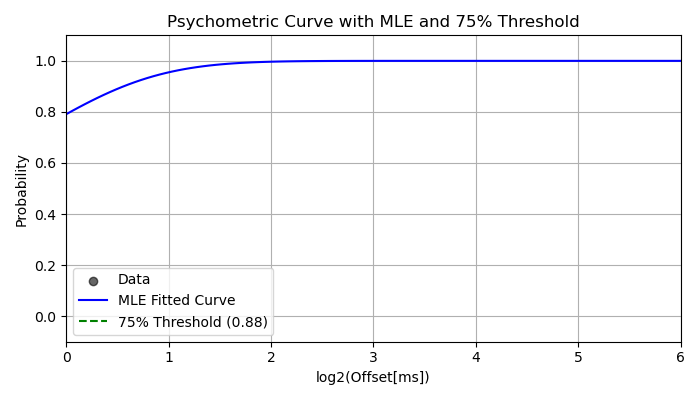 Psychometric Curve with MLE and 75% Threshold
Probability
1.0
0.8
0.6
0.4
0.2
0.0
Data
MLE Fitted Curve
75% Threshold (0.88)
0 1 2 3 4 5 6
log2(Offset[ms])